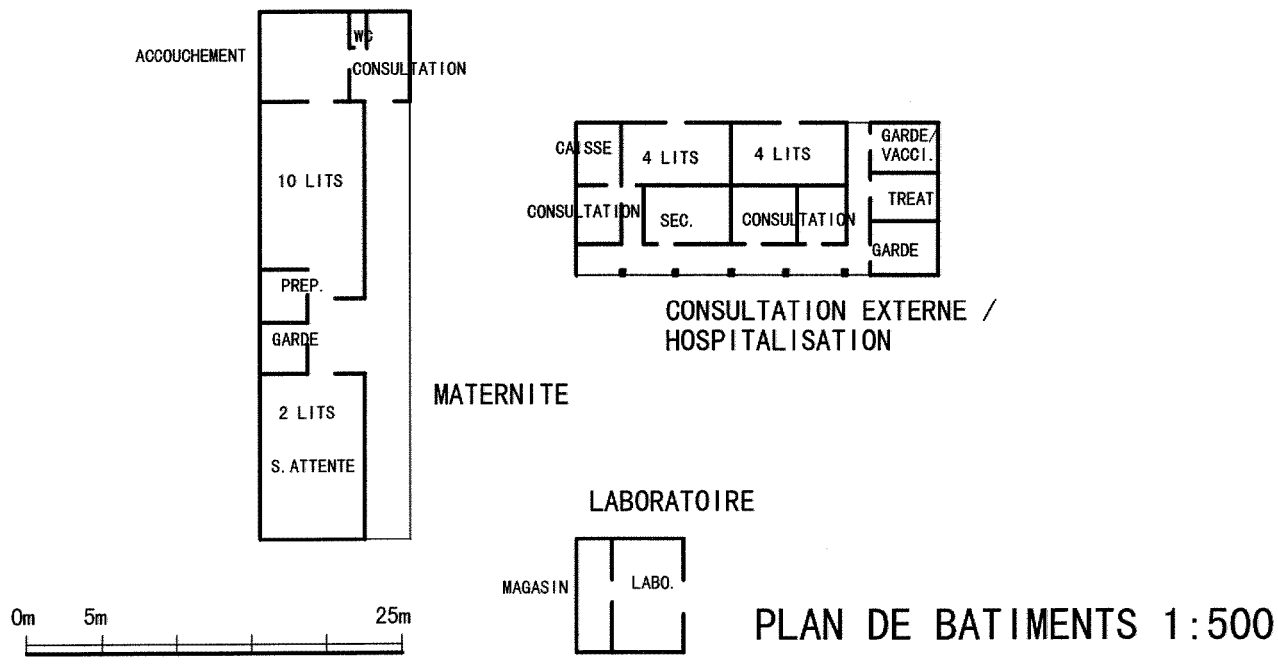 ACCOUCHEMENT
WC
CONSULTATION
10 LITS
PREP.
GARDE
2 LITS
S. ATTENTE
MATERNITE
CAISSE
4 LITS
4 LITS
GARDE/
VACCI.
CONSULTATION
SEC.
CONSULTATION
TREAT
GARDE
CONSULTATION EXTERNE /
HOSPITALISATION
LABORATOIRE
MAGASIN
LABO.
0m 5m 25m
PLAN DE BATIMENTS 1:500